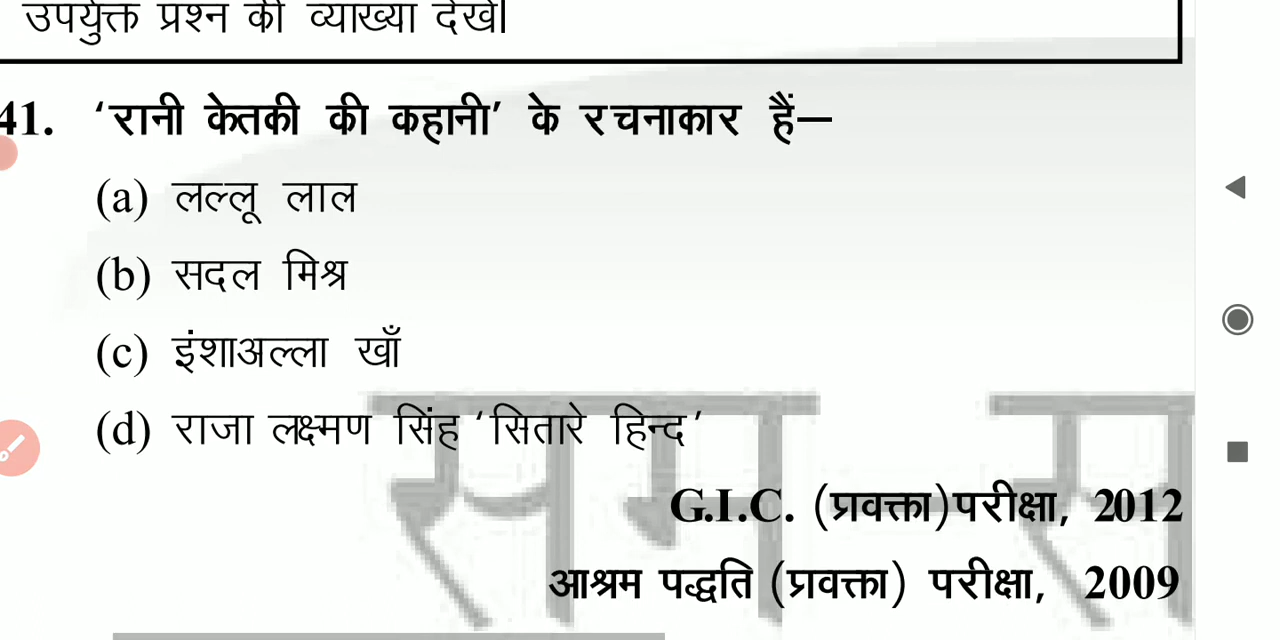 उपर्युक्त प्रश्न की व्याख्या देखें।
41. ‘रानी केतकी की कहानी’ के रचनाकार हैं–
(a) लल्लू लाल
(b) सदल मिश्र
(c) इंशाअल्ला खाँ
(d) राजा लक्ष्मण सिंह ‘सितारे हिन्द’
G.I.C. (प्रवक्ता)परीक्षा, 2012
आश्रम पद्धति (प्रवक्ता) परीक्षा, 2009